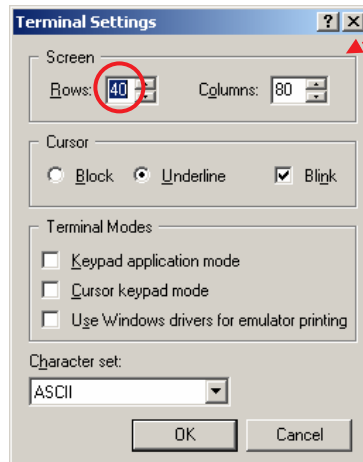 Terminal Settings
Screen
Rows: 40 Columns: 80
Cursor
Block Underline Blink
Terminal Modes
Keypad application mode
Cursor keypad mode
Use Windows drivers for emulator printing
Character set:
ASCII
OK Cancel